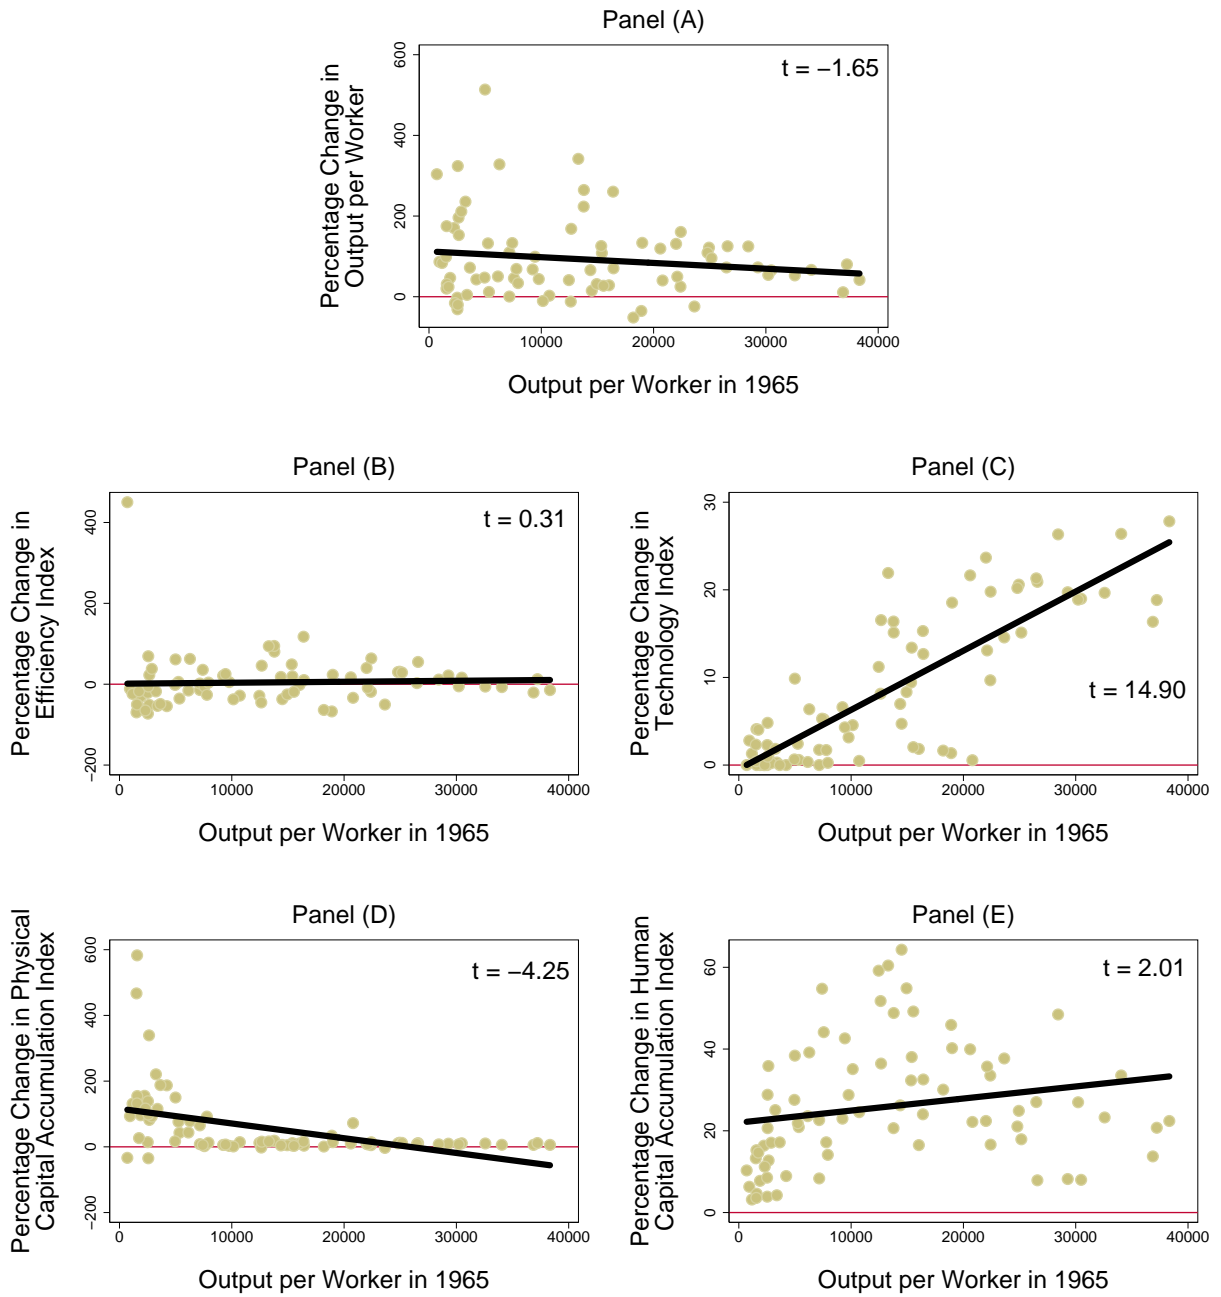 Panel (A)
Percentage Change in
Output per Worker
600
400
200
0
t = −1.65
0 10000 20000 30000 40000
Output per Worker in 1965
Panel (B)
Percentage Change in
Efficiency Index
400
200
0
−200
t = 0.31
0 10000 20000 30000 40000
Output per Worker in 1965
Panel (C)
Percentage Change in
Technology Index
30
20
10
0
t = 14.90
0 10000 20000 30000 40000
Output per Worker in 1965
Panel (D)
Percentage Change in Physical
Capital Accumulation Index
600
400
200
0
−200
t = −4.25
0 10000 20000 30000 40000
Output per Worker in 1965
Panel (E)
Percentage Change in Human
Capital Accumulation Index
60
40
20
0
t = 2.01
0 10000 20000 30000 40000
Output per Worker in 1965